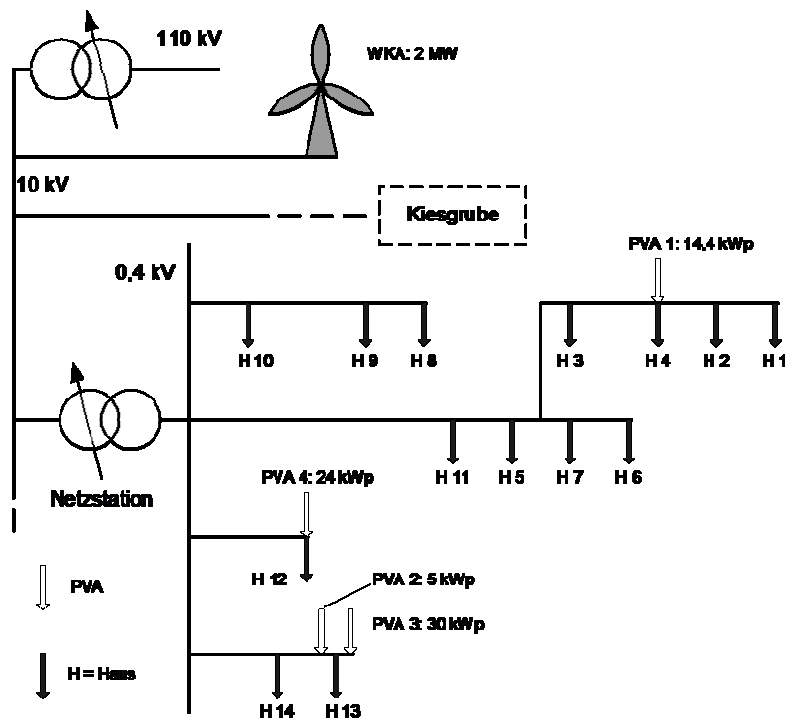 110 kV
WKA: 2 MW
10 kV
Kiesgrube
PVA 1: 14,4 kWp
0,4 kV
H 10
H 9
H 8
H 3
H 4
H 2
H 1
H 11
H 5
H 7
H 6
PVA 4: 24 kWp
Netzstation
H 12
PVA 2: 5 kWp
PVA
PVA 3: 30 kWp
H = Haus
H 14
H 13